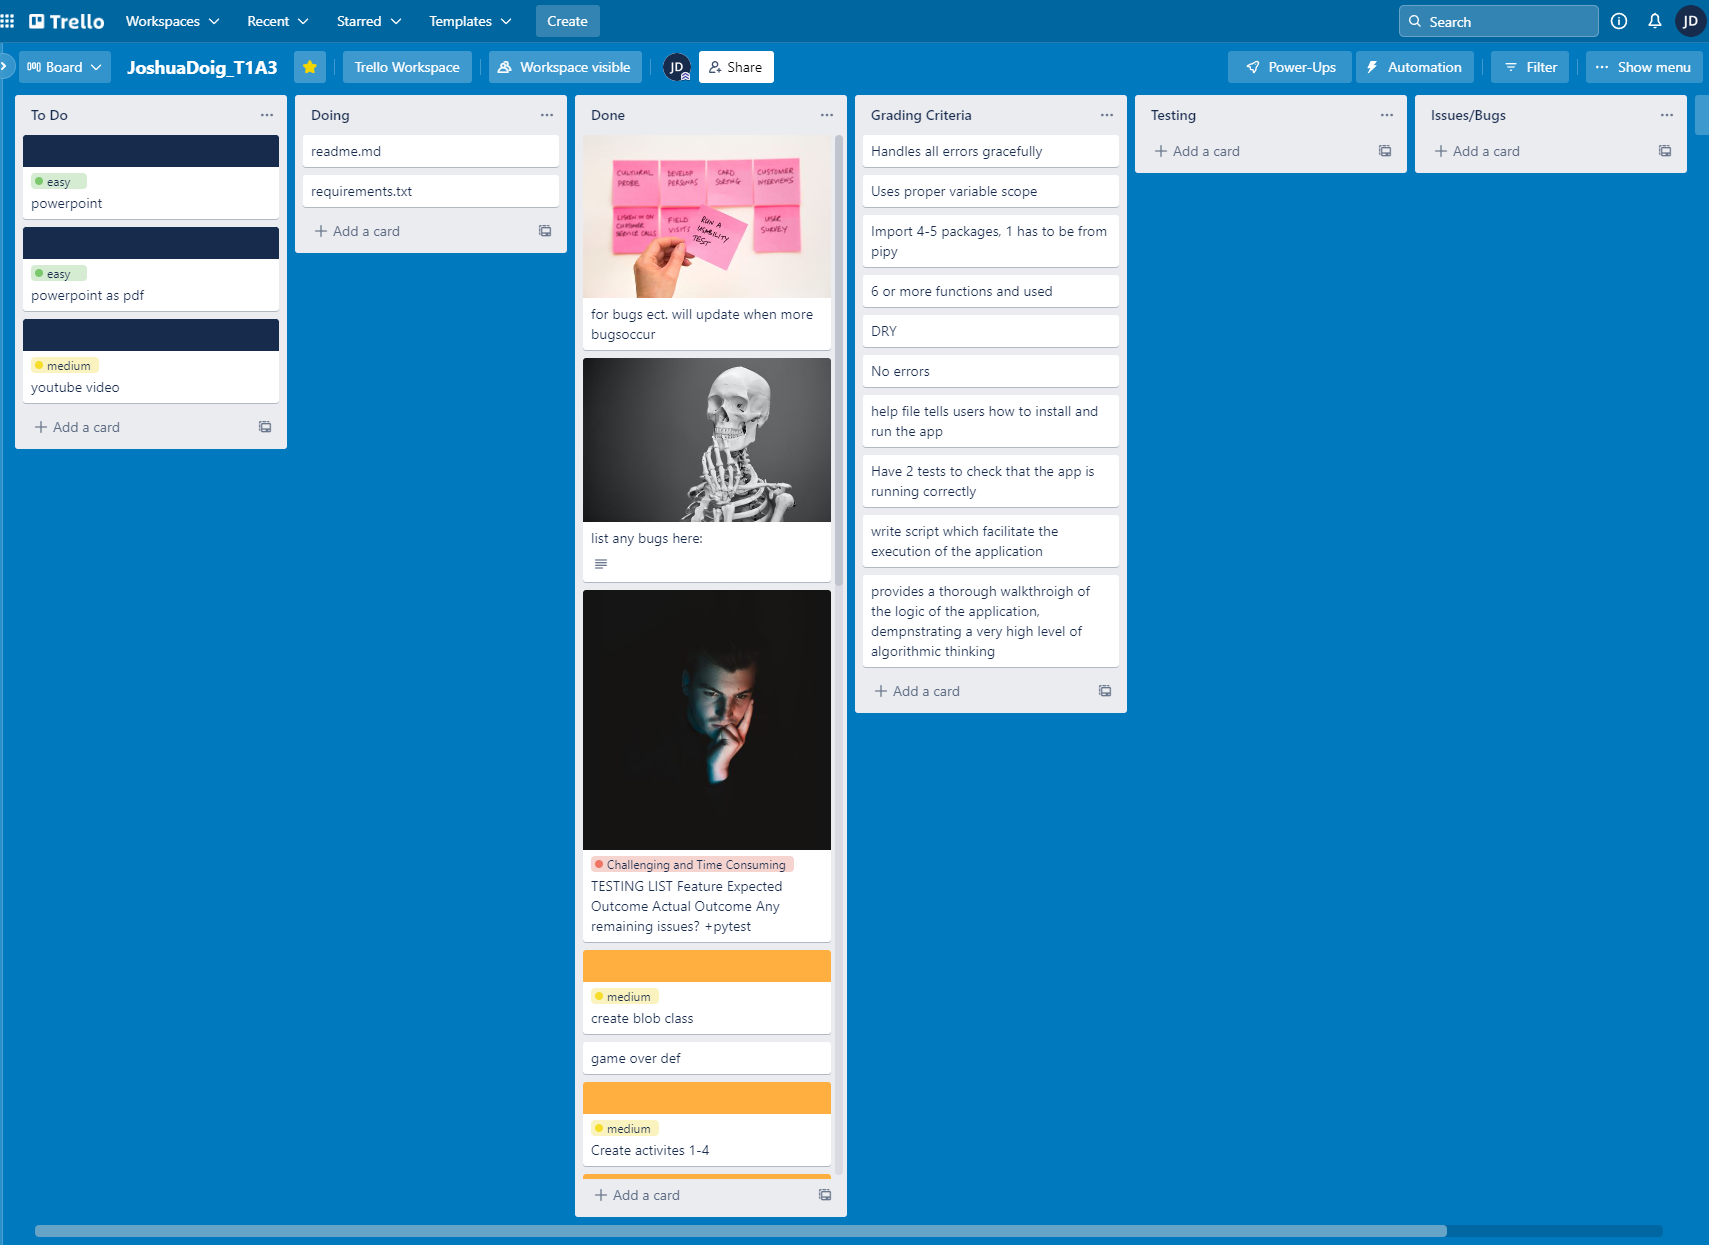 Trello
Workspaces
Recent
Starred
Templates
Create
Search
JD
Board
JoshuaDoig_T1A3
Trello Workspace
Workspace visible
JD
Share
Power-Ups
Automation
Filter
Show menu
To Do
easy
powerpoint
easy
powerpoint as pdf
medium
youtube video
Add a card
Doing
readme.md
requirements.txt
Add a card
Done
CULTURAL
PROBE
DEVELOP
PERSONAS
CARD
SORTING
CUSTOMER
INTERVIEWS
LISTEN IN ON
CUSTOMER
SERVICE CALLS
FIELD
VISITS
RUN A
USABILITY
TEST
USER
SURVEY
for bugs ect. will update when more
bugsoccur
list any bugs here:
Challenging and Time Consuming
TESTING LIST Feature Expected
Outcome Actual Outcome Any
remaining issues? +pytest
medium
create blob class
game over def
medium
Create activites 1-4
Add a card
Grading Criteria
Handles all errors gracefully
Uses proper variable scope
Import 4-5 packages, 1 has to be from
pipy
6 or more functions and used
DRY
No errors
help file tells users how to install and
run the app
Have 2 tests to check that the app is
running correctly
write script which facilitate the
execution of the application
provides a thorough walkthroigh of
the logic of the application,
dempnstrating a very high level of
algorithmic thinking
Add a card
Testing
Add a card
Issues/Bugs
Add a card